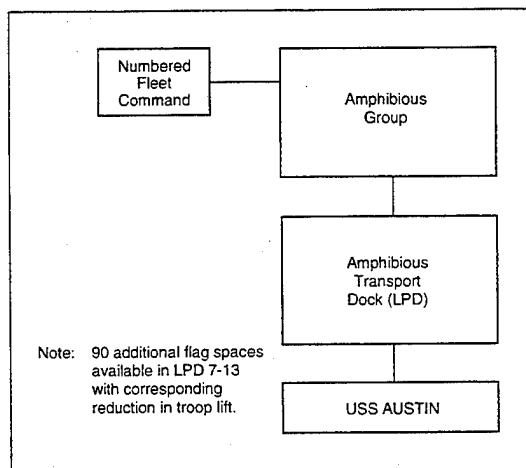 Numbered
Fleet
Command
Amphibious
Group
Amphibious
Transport
Dock (LPD)
Note: 90 additional flag spaces
available in LPD 7-13
with corresponding
reduction in troop lift.
USS AUSTIN